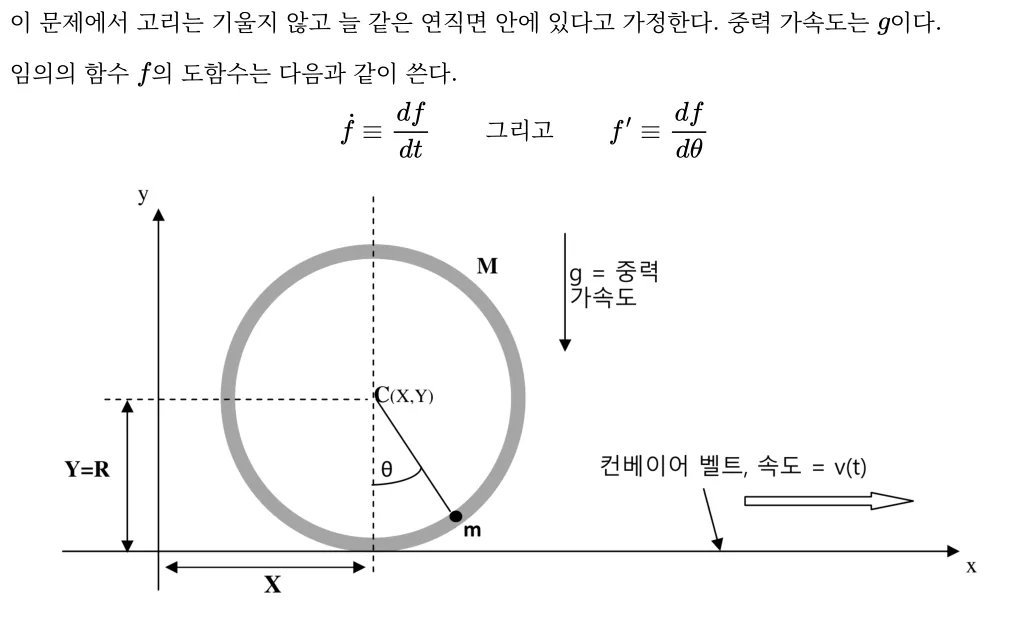 이 문제에서 고리는 기울지 않고 늘 같은 연직면 안에 있다고 가정한다. 중력 가속도는 g이다.
임의의 함수 f의 도함수는 다음과 같이 쓴다.
ḟ ≡ df/dt 그리고 f′ ≡ df/dθ
y
M
g = 중력
가속도
C(X,Y)
Y=R
θ
컨베이어 벨트, 속도 = v(t)
m
X
x